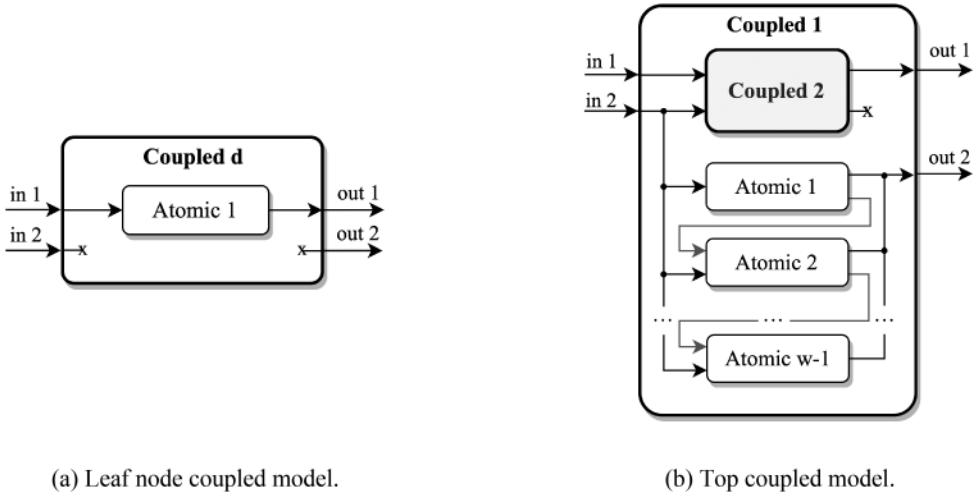 Coupled d
in 1
Atomic 1
out 1
in 2
x
x
out 2
(a) Leaf node coupled model.
Coupled 1
in 1
out 1
in 2
Coupled 2
x
out 2
Atomic 1
Atomic 2
... ... ...
Atomic w-1
(b) Top coupled model.